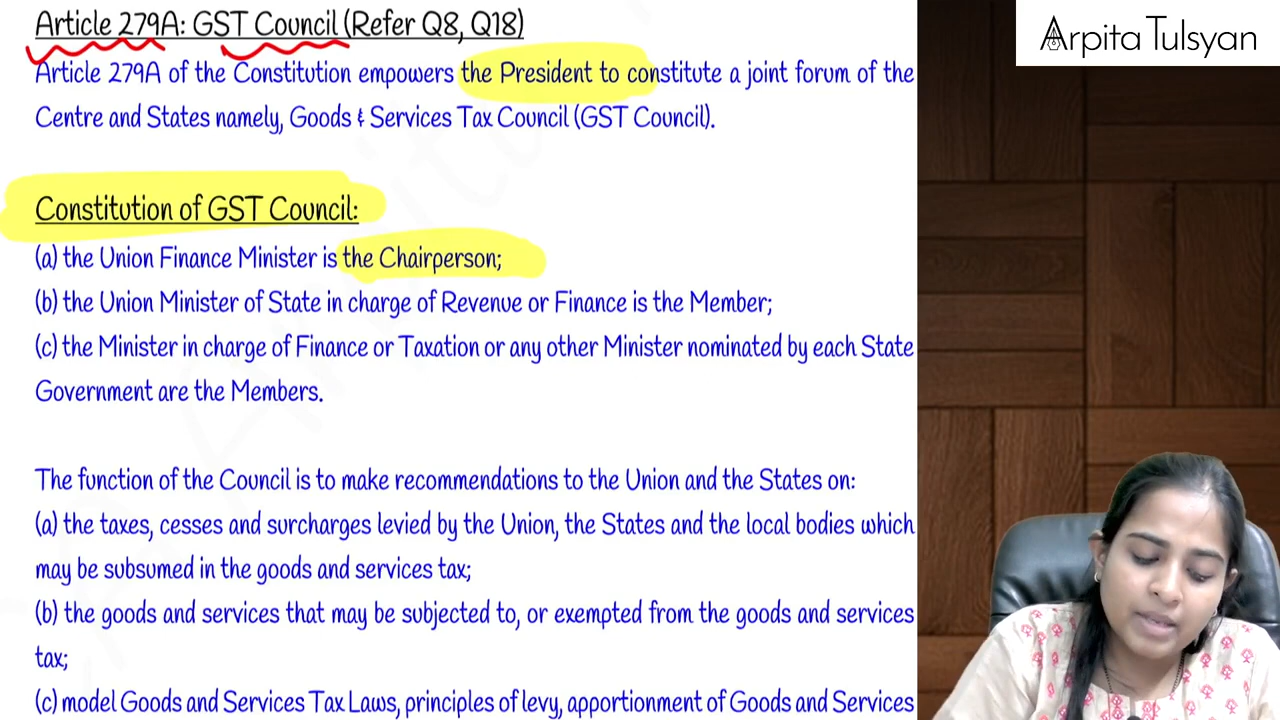 Article 279A: GST Council (Refer Q8, Q18)
Arpita Tulsyan
Article 279A of the Constitution empowers the President to constitute a joint forum of the
Centre and States namely, Goods & Services Tax Council (GST Council).
Constitution of GST Council:
(a) the Union Finance Minister is the Chairperson;
(b) the Union Minister of State in charge of Revenue or Finance is the Member;
(c) the Minister in charge of Finance or Taxation or any other Minister nominated by each State
Government are the Members.
The function of the Council is to make recommendations to the Union and the States on:
(a) the taxes, cesses and surcharges levied by the Union, the States and the local bodies which
may be subsumed in the goods and services tax;
(b) the goods and services that may be subjected to, or exempted from the goods and services
tax;
(c) model Goods and Services Tax Laws, principles of levy, apportionment of Goods and Services